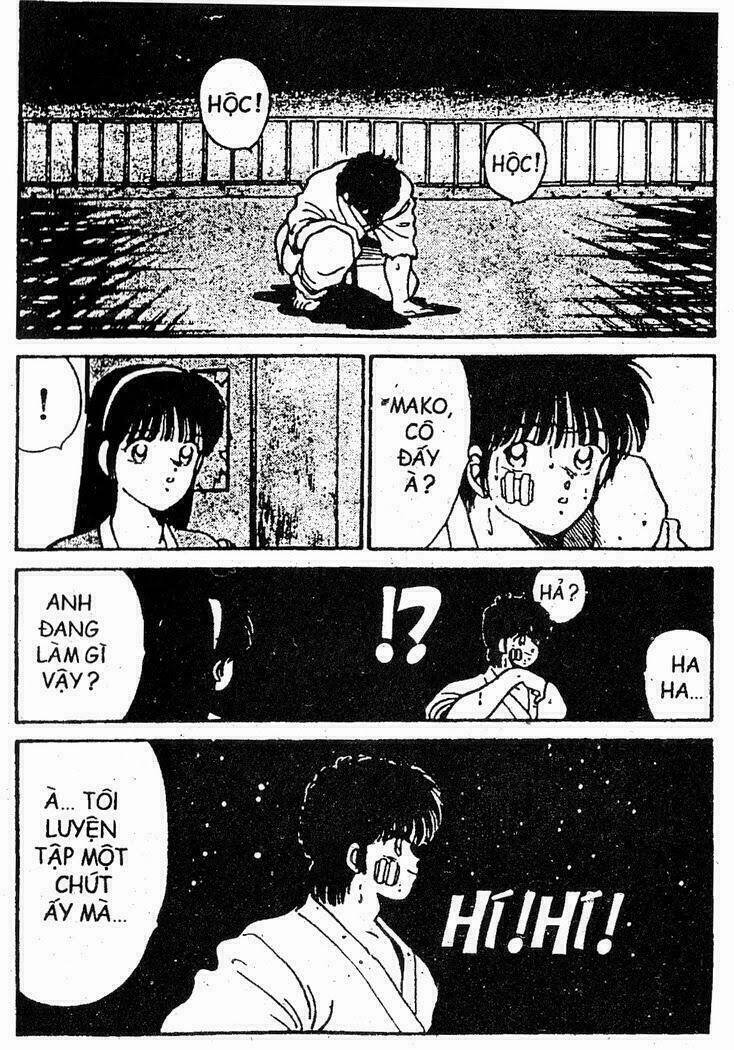 HỘC!
HỘC!
!
"MAKO,
CÔ
ĐẤY
À?
ANH
ĐANG
LÀM GÌ
VẬY?
!?
HẢ?
HA
HA...
À... TÔI
LUYỆN
TẬP MỘT
CHÚT
ẤY MÀ...
HÍ!HÍ!